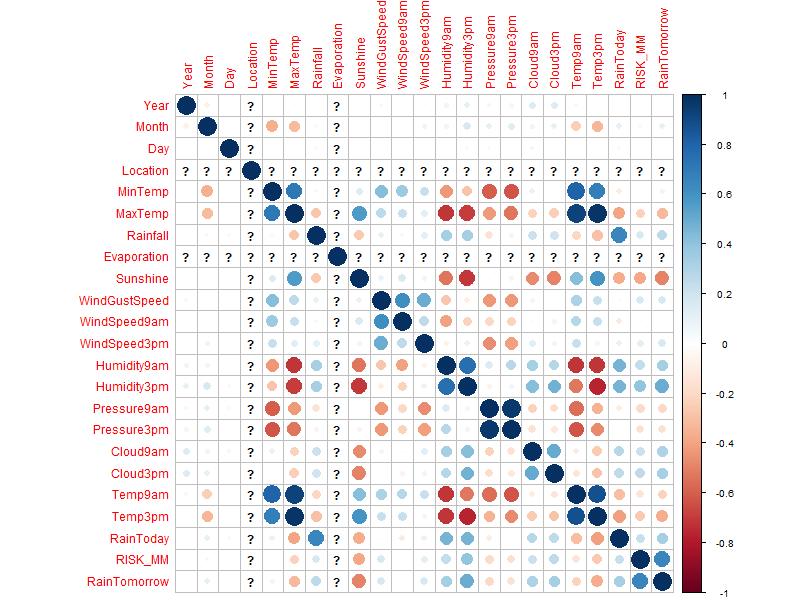 Year
Month
Day
Location
MinTemp
MaxTemp
Rainfall
Evaporation
Sunshine
WindGustSpeed
WindSpeed9am
WindSpeed3pm
Humidity9am
Humidity3pm
Pressure9am
Pressure3pm
Cloud9am
Cloud3pm
Temp9am
Temp3pm
RainToday
RISK_MM
RainTomorrow
Year ? ?
Month ? ?
Day ? ?
Location ? ? ? ? ? ? ? ? ? ? ? ? ? ? ? ? ? ? ? ? ? ?
MinTemp ? ?
MaxTemp ? ?
Rainfall ? ?
Evaporation ? ? ? ? ? ? ? ? ? ? ? ? ? ? ? ? ? ? ? ? ? ?
Sunshine ? ?
WindGustSpeed ? ?
WindSpeed9am ? ?
WindSpeed3pm ? ?
Humidity9am ? ?
Humidity3pm ? ?
Pressure9am ? ?
Pressure3pm ? ?
Cloud9am ? ?
Cloud3pm ? ?
Temp9am ? ?
Temp3pm ? ?
RainToday ? ?
RISK_MM ? ?
RainTomorrow ? ?
1
0.8
0.6
0.4
0.2
0
-0.2
-0.4
-0.6
-0.8
-1